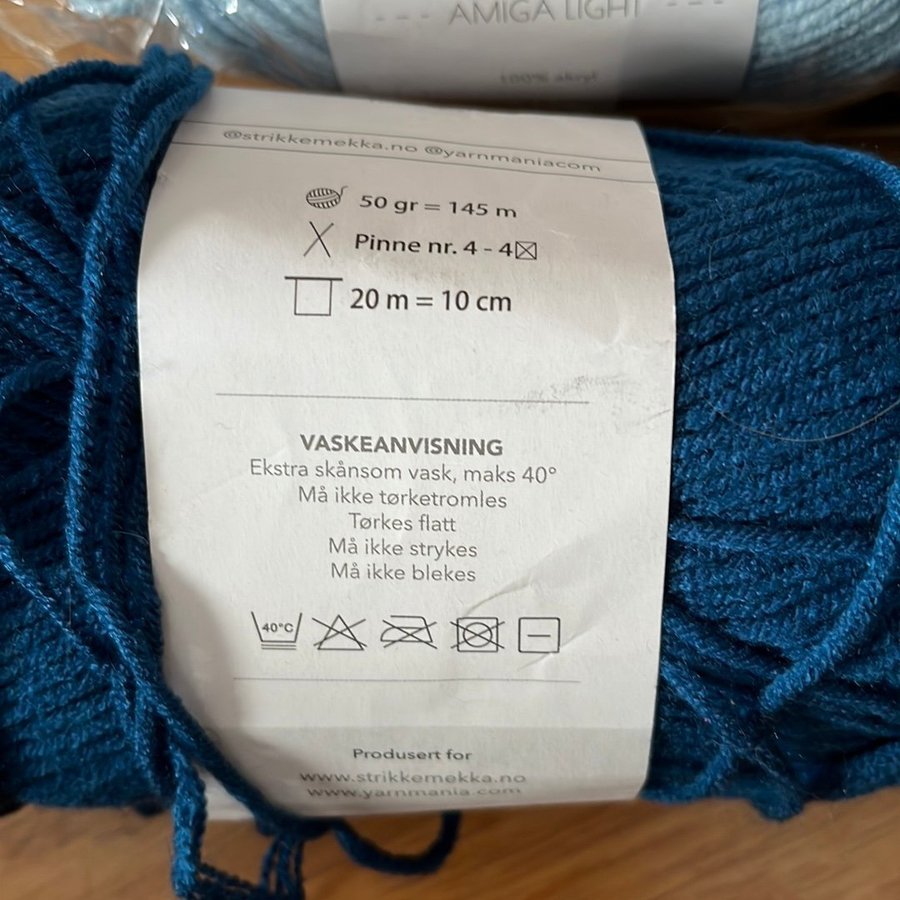 --- AMIGA LIGHT ---
100% akryl
@strikkemekka.no @yarnmaniacom
50 gr = 145 m
Pinne nr. 4 - 4☒
20 m = 10 cm
VASKEANVISNING
Ekstra skånsom vask, maks 40°
Må ikke tørketromles
Tørkes flatt
Må ikke strykes
Må ikke blekes
40°C
Produsert for
www.strikkemekka.no
www.yarnmania.com